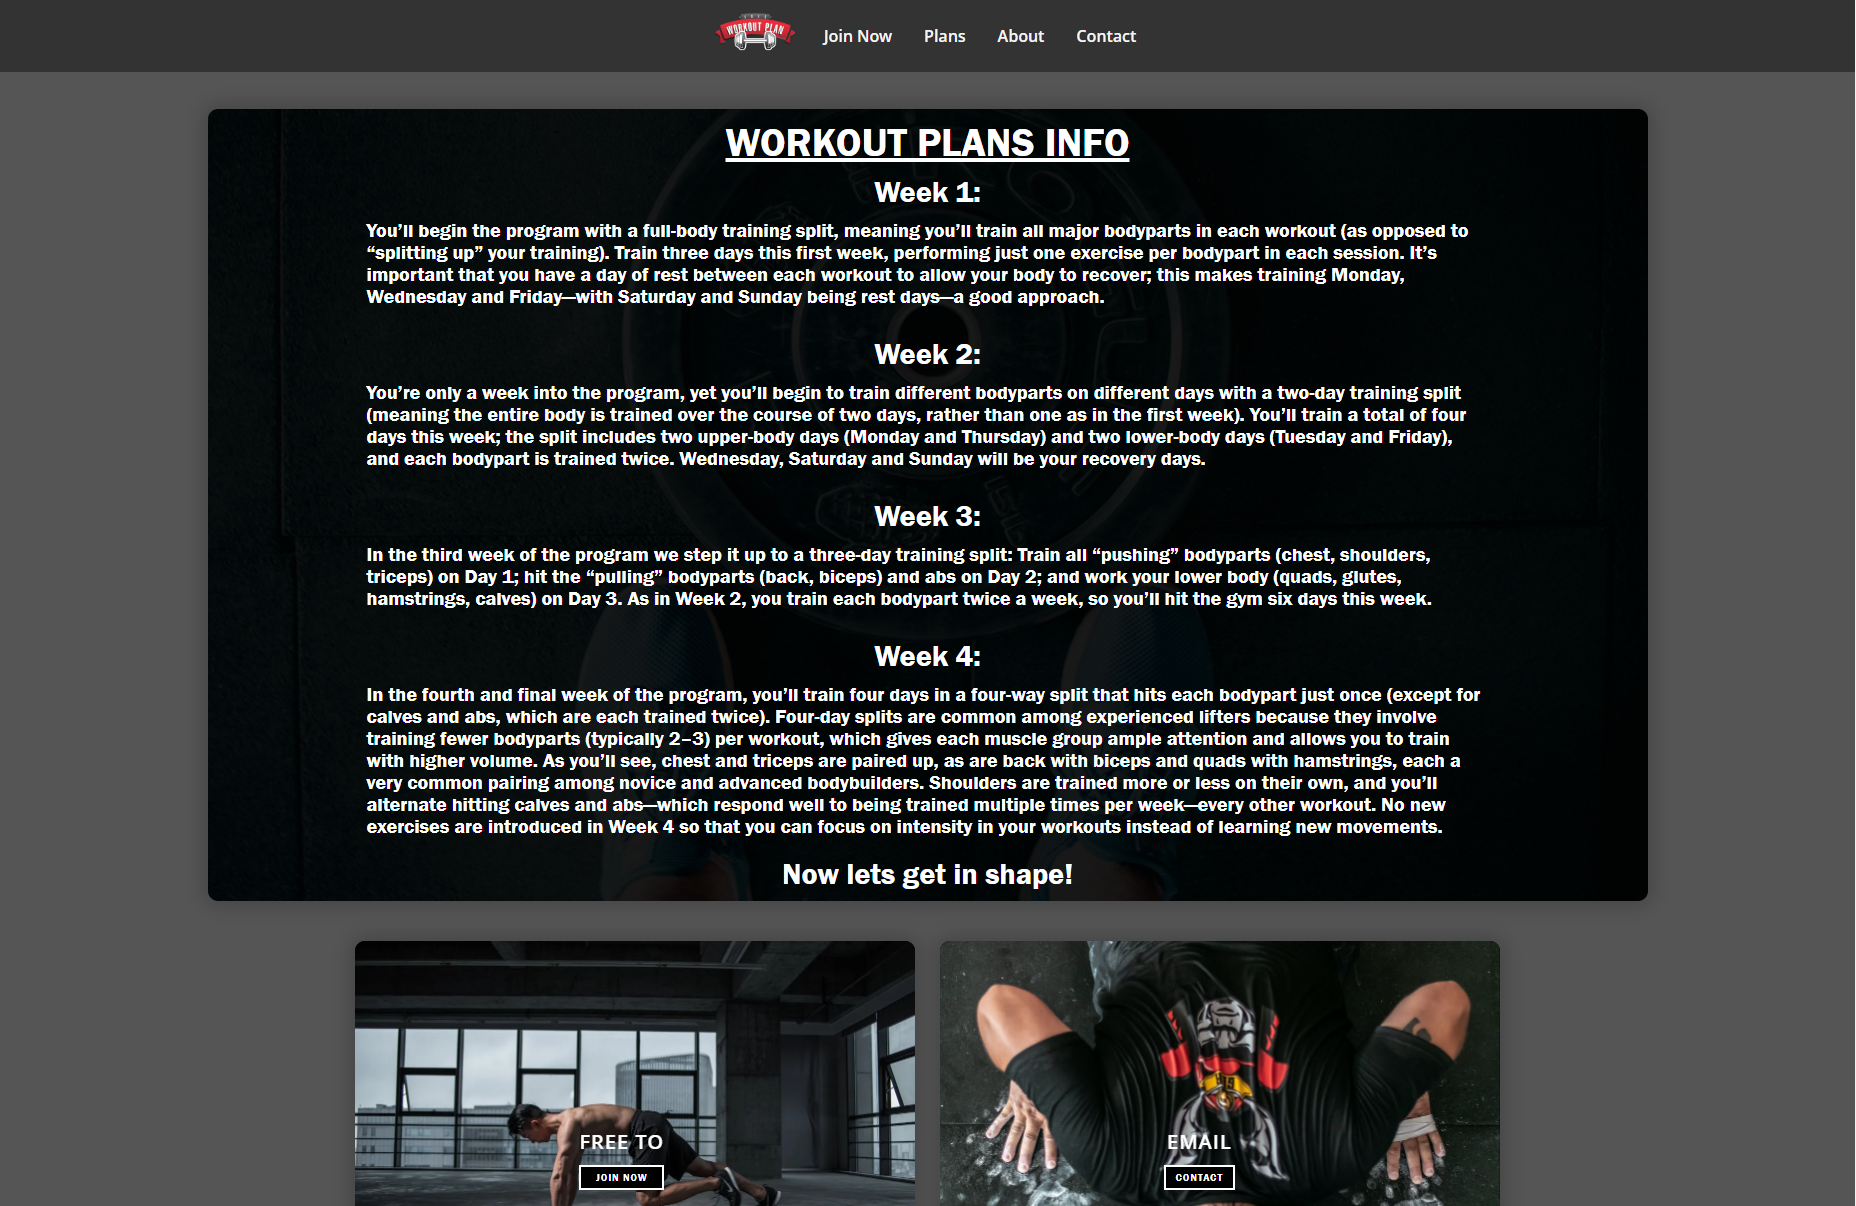 WORKOUT PLAN
Join Now
Plans
About
Contact
WORKOUT PLANS INFO
Week 1:
You’ll begin the program with a full-body training split, meaning you’ll train all major bodyparts in each workout (as opposed to
“splitting up” your training). Train three days this first week, performing just one exercise per bodypart in each session. It’s
important that you have a day of rest between each workout to allow your body to recover; this makes training Monday,
Wednesday and Friday—with Saturday and Sunday being rest days—a good approach.
Week 2:
You’re only a week into the program, yet you’ll begin to train different bodyparts on different days with a two-day training split
(meaning the entire body is trained over the course of two days, rather than one as in the first week). You’ll train a total of four
days this week; the split includes two upper-body days (Monday and Thursday) and two lower-body days (Tuesday and Friday),
and each bodypart is trained twice. Wednesday, Saturday and Sunday will be your recovery days.
Week 3:
In the third week of the program we step it up to a three-day training split: Train all “pushing” bodyparts (chest, shoulders,
triceps) on Day 1; hit the “pulling” bodyparts (back, biceps) and abs on Day 2; and work your lower body (quads, glutes,
hamstrings, calves) on Day 3. As in Week 2, you train each bodypart twice a week, so you’ll hit the gym six days this week.
Week 4:
In the fourth and final week of the program, you’ll train four days in a four-way split that hits each bodypart just once (except for
calves and abs, which are each trained twice). Four-day splits are common among experienced lifters because they involve
training fewer bodyparts (typically 2–3) per workout, which gives each muscle group ample attention and allows you to train
with higher volume. As you’ll see, chest and triceps are paired up, as are back with biceps and quads with hamstrings, each a
very common pairing among novice and advanced bodybuilders. Shoulders are trained more or less on their own, and you’ll
alternate hitting calves and abs—which respond well to being trained multiple times per week—every other workout. No new
exercises are introduced in Week 4 so that you can focus on intensity in your workouts instead of learning new movements.
Now lets get in shape!
FREE TO
JOIN NOW
EMAIL
CONTACT